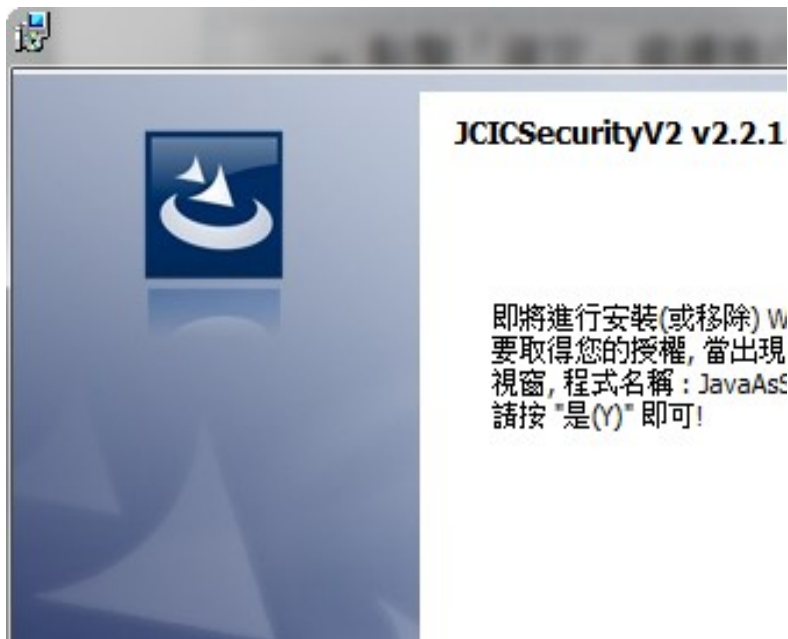 JCICSecurityV2 v2.2.1
即將進行安裝(或移除) W
要取得您的授權, 當出現
視窗, 程式名稱 : JavaAsS
請按 "是(Y)" 即可!